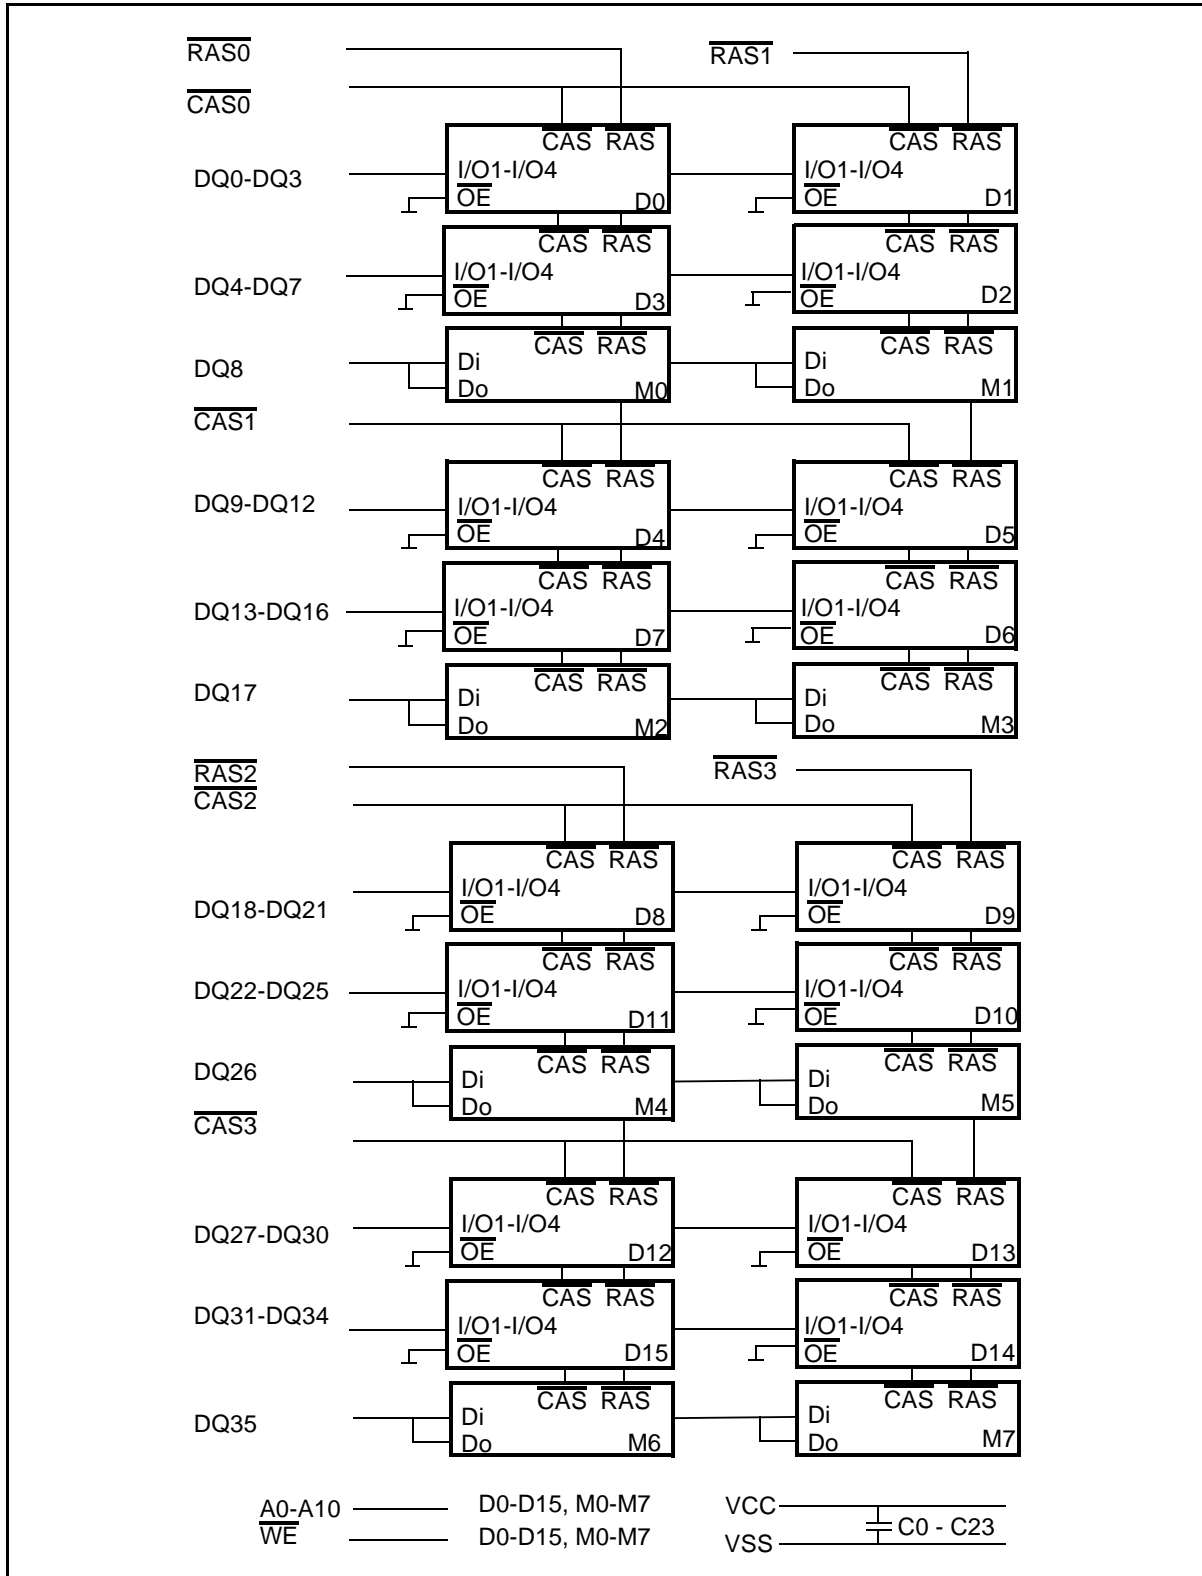 RAS0 RAS1
CAS0
CAS RAS CAS RAS
DQ0-DQ3 I/O1-I/O4 I/O1-I/O4
OE D0 OE D1
CAS RAS CAS RAS
DQ4-DQ7 I/O1-I/O4 I/O1-I/O4
OE D3 OE D2
CAS RAS CAS RAS
DQ8 Di Di
Do M0 Do M1
CAS1
CAS RAS CAS RAS
DQ9-DQ12 I/O1-I/O4 I/O1-I/O4
OE D4 OE D5
CAS RAS CAS RAS
DQ13-DQ16 I/O1-I/O4 I/O1-I/O4
OE D7 OE D6
CAS RAS CAS RAS
DQ17 Di Di
Do M2 Do M3
RAS2 RAS3
CAS2
CAS RAS CAS RAS
DQ18-DQ21 I/O1-I/O4 I/O1-I/O4
OE D8 OE D9
CAS RAS CAS RAS
DQ22-DQ25 I/O1-I/O4 I/O1-I/O4
OE D11 OE D10
CAS RAS CAS RAS
DQ26 Di Di
Do M4 Do M5
CAS3
CAS RAS CAS RAS
DQ27-DQ30 I/O1-I/O4 I/O1-I/O4
OE D12 OE D13
CAS RAS CAS RAS
DQ31-DQ34 I/O1-I/O4 I/O1-I/O4
OE D15 OE D14
CAS RAS CAS RAS
DQ35 Di Di
Do M6 Do M7
A0-A10 D0-D15, M0-M7 VCC
WE D0-D15, M0-M7 C0 - C23
VSS